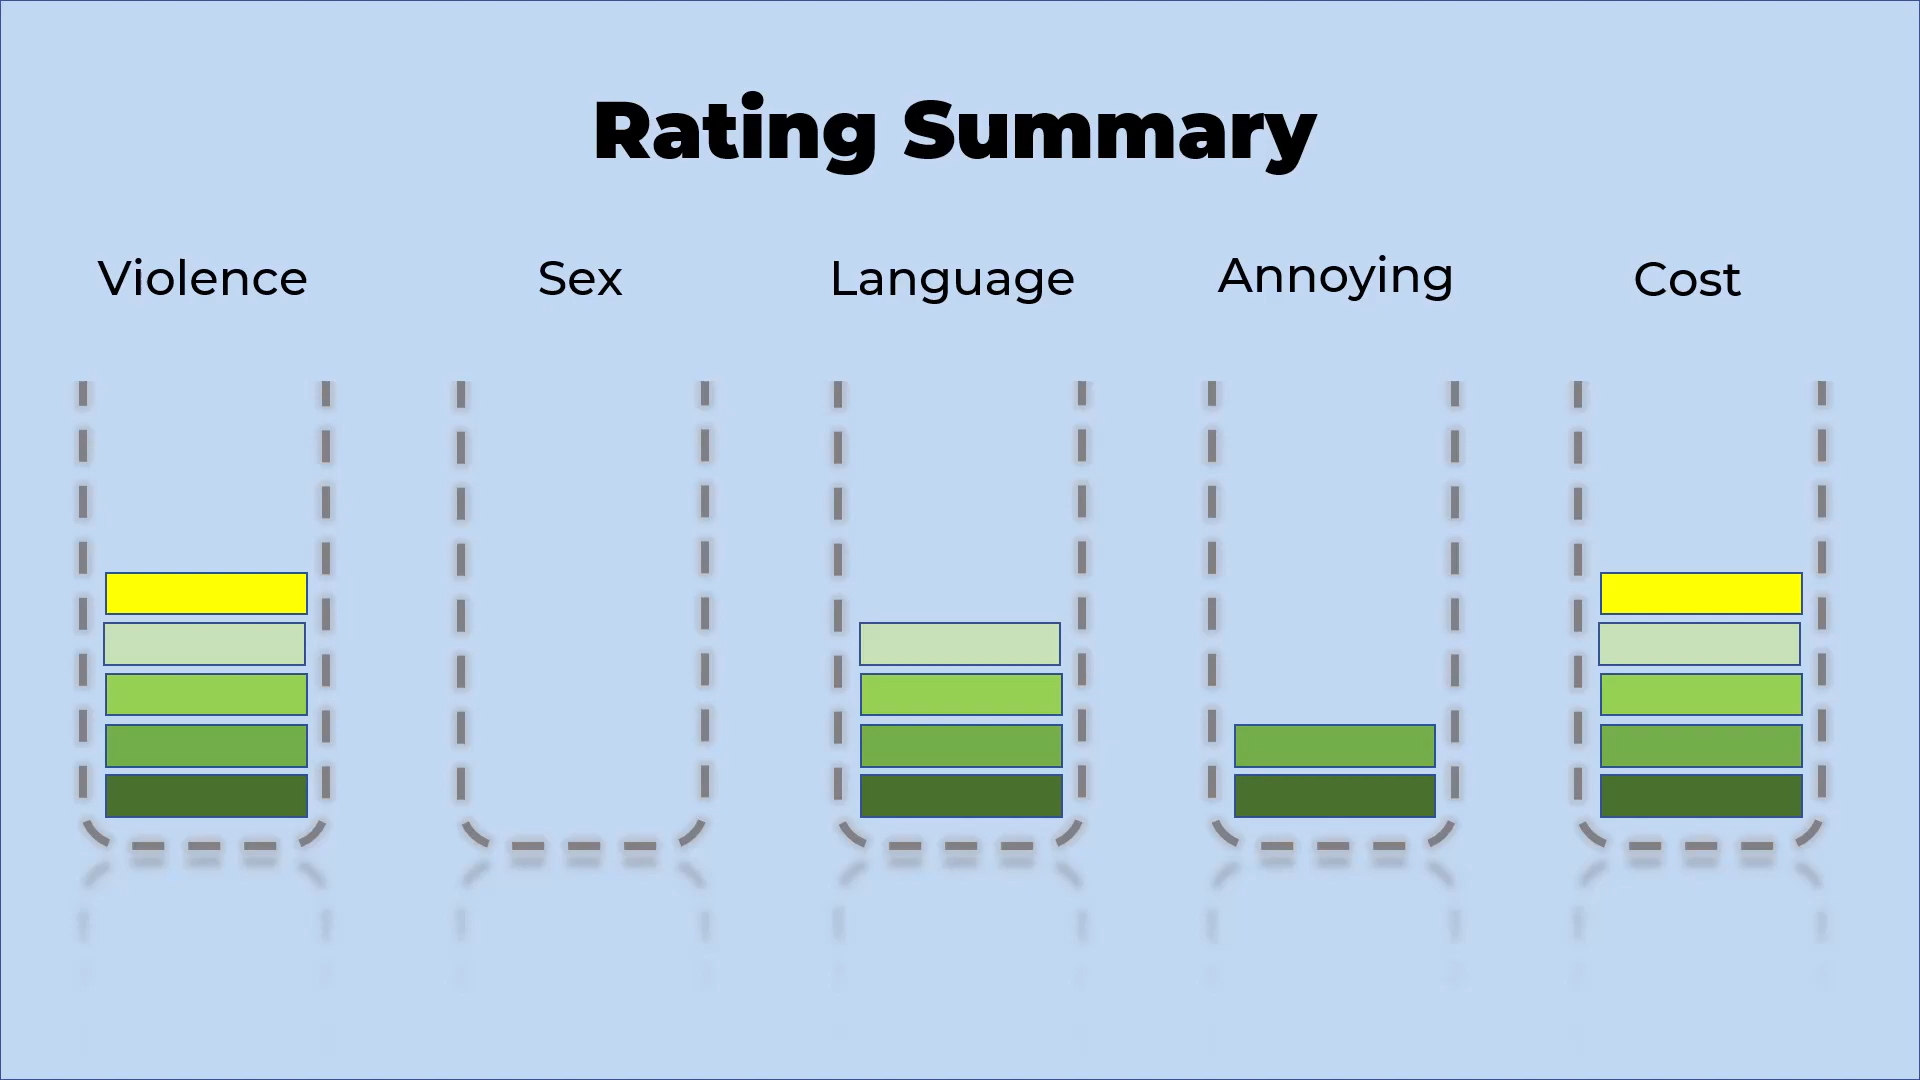 Rating Summary
Violence
Sex
Language
Annoying
Cost